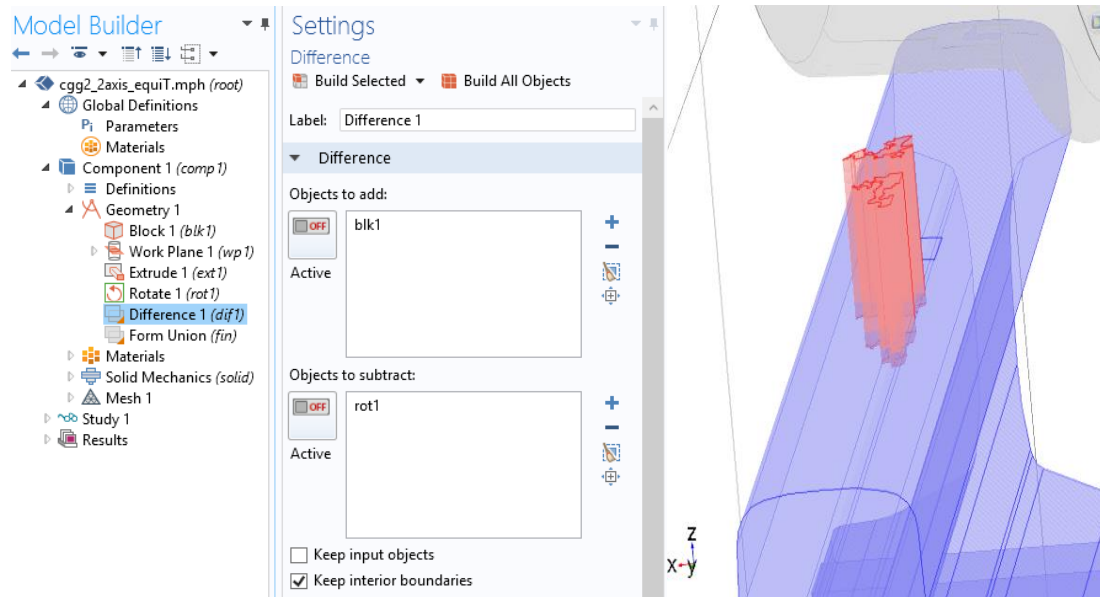 Model Builder
cgg2_2axis_equiT.mph (root)
Global Definitions
Pi Parameters
Materials
Component 1 (comp1)
Definitions
Geometry 1
Block 1 (blk1)
Work Plane 1 (wp1)
Extrude 1 (ext1)
Rotate 1 (rot1)
Difference 1 (dif1)
Form Union (fin)
Materials
Solid Mechanics (solid)
Mesh 1
Study 1
Results
Settings
Difference
Build Selected
Build All Objects
Label: Difference 1
Difference
Objects to add:
OFF
Active
blk1
Objects to subtract:
OFF
Active
rot1
Keep input objects
Keep interior boundaries
z
x y